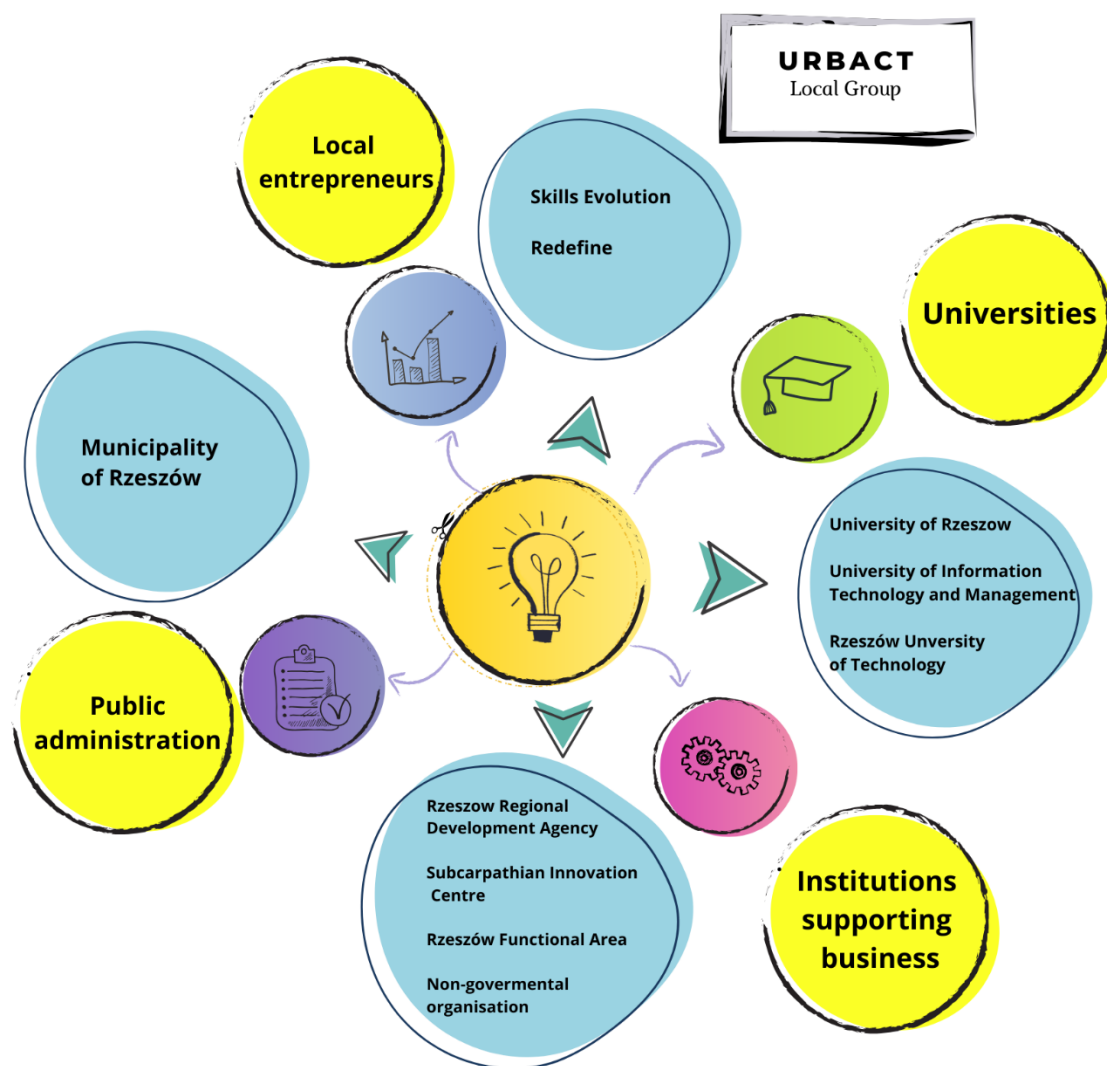 URBACT
Local Group
Local
entrepreneurs
Skills Evolution
Redefine
Universities
Municipality
of Rzeszów
University of Rzeszow
University of Information
Technology and Management
Rzeszów Unversity
of Technology
Public
administration
Rzeszow Regional
Development Agency
Subcarpathian Innovation
Centre
Rzeszów Functional Area
Non-govermental
organisation
Institutions
supporting
business